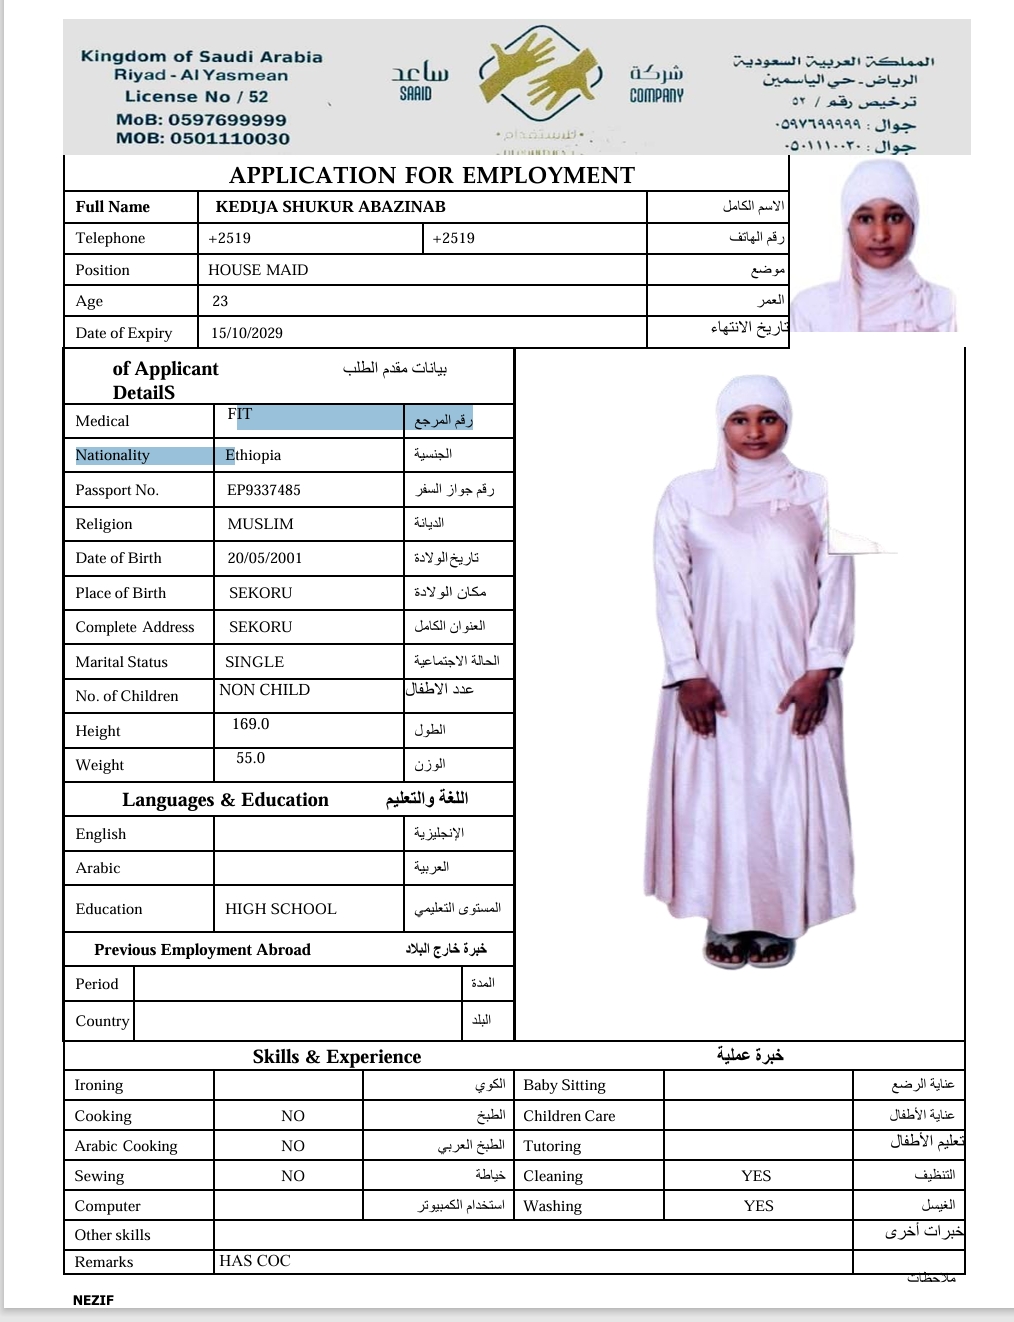 Kingdom of Saudi Arabia
Riyad - Al Yasmean
License No / 52
MoB: 0597699999
MOB: 0501110030
ساعد
SAAID
شركة
COMPANY
•للاستقدام•
المملكة العربية السعودية
الرياض - حي الياسمين
ترخيص رقم / ٥٢
جوال : ٠٥٩٧٦٩٩٩٩٩
جوال : ٠٥٠١١١٠٠٣٠
APPLICATION FOR EMPLOYMENT
Full Name KEDIJA SHUKUR ABAZINAB الاسم الكامل
Telephone +2519 +2519 رقم الهاتف
Position HOUSE MAID موضع
Age 23 العمر
Date of Expiry 15/10/2029 تاريخ الانتهاء
of Applicant بيانات مقدم الطلب
DetailS
Medical FIT رقم المرجع
Nationality Ethiopia الجنسية
Passport No. EP9337485 رقم جواز السفر
Religion MUSLIM الديانة
Date of Birth 20/05/2001 تاريخ الولادة
Place of Birth SEKORU مكان الولادة
Complete Address SEKORU العنوان الكامل
Marital Status SINGLE الحالة الاجتماعية
No. of Children NON CHILD عدد الاطفال
Height 169.0 الطول
Weight 55.0 الوزن
Languages & Education اللغة والتعليم
English الإنجليزية
Arabic العربية
Education HIGH SCHOOL المستوى التعليمي
Previous Employment Abroad خبرة خارج البلاد
Period المدة
Country البلد
Skills & Experience خبرة عملية
Ironing الكوي Baby Sitting عناية الرضع
Cooking NO الطبخ Children Care عناية الأطفال
Arabic Cooking NO الطبخ العربي Tutoring تعليم الأطفال
Sewing NO خياطة Cleaning YES التنظيف
Computer استخدام الكمبيوتر Washing YES الغيسل
Other skills خبرات أخرى
Remarks HAS COC ملاحظات
NEZIF